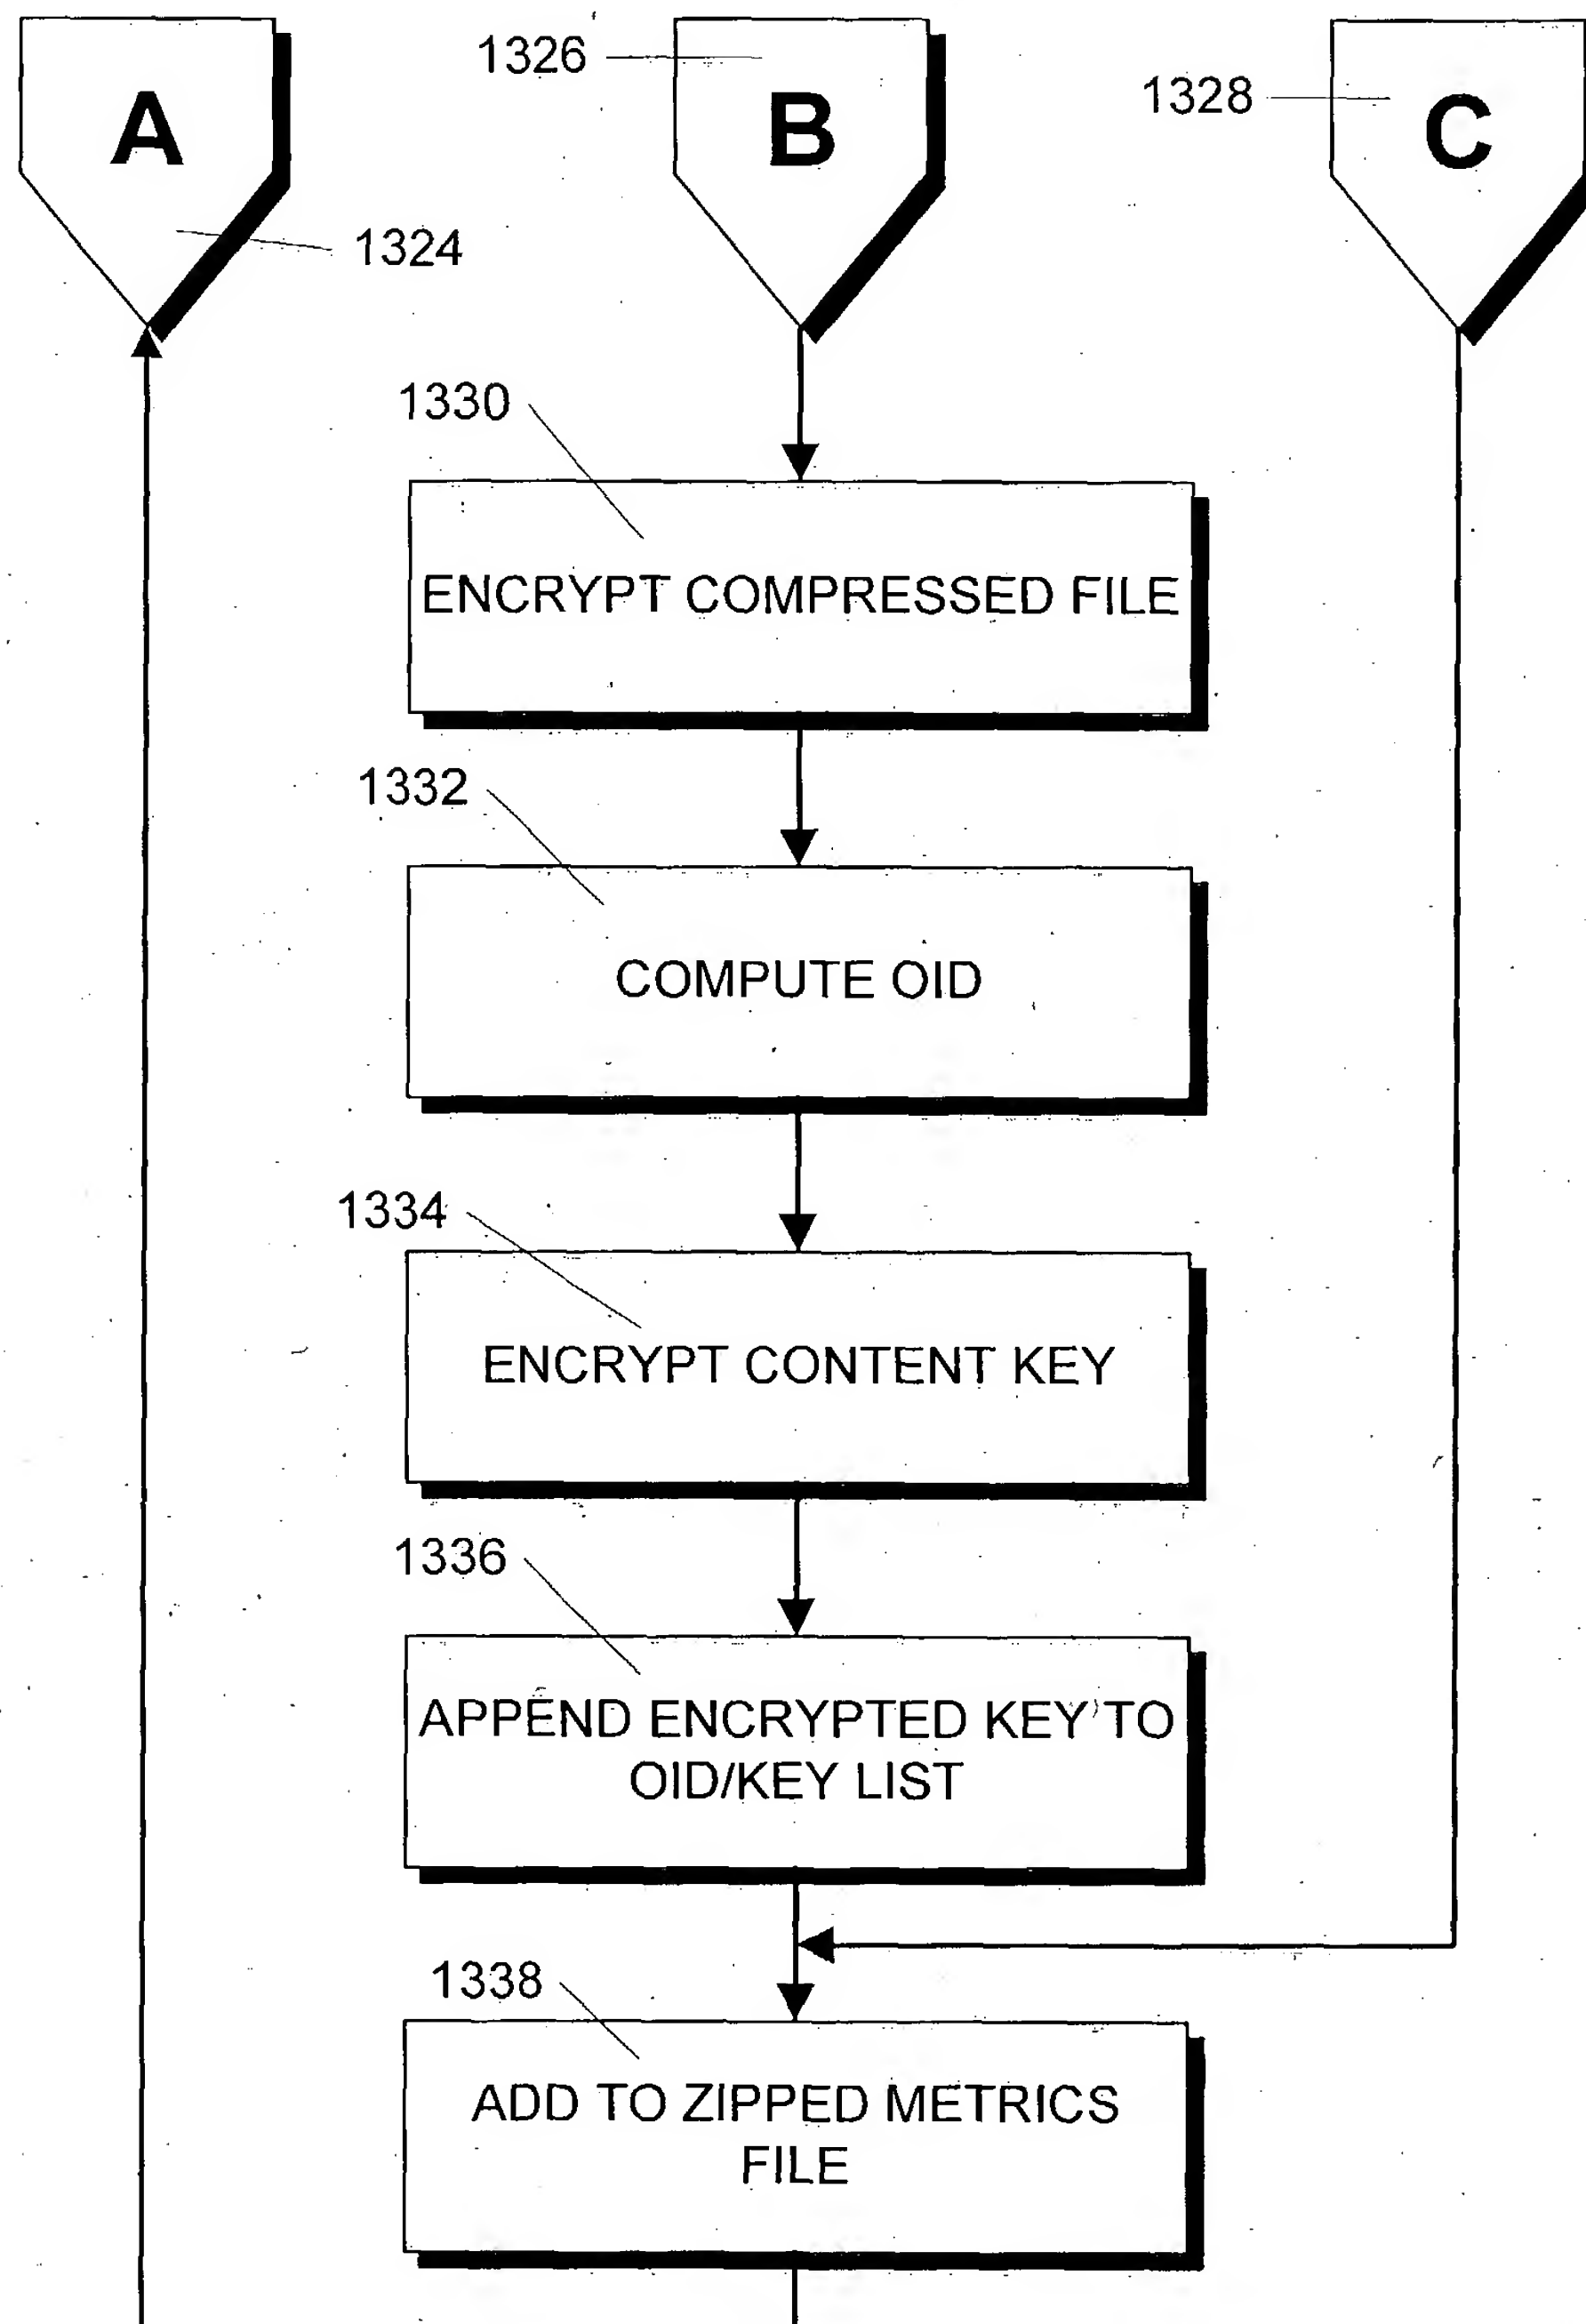 1326
1328
A
B
C
1324
1330
ENCRYPT COMPRESSED FILE
1332
COMPUTE OID
1334
ENCRYPT CONTENT KEY
1336
APPEND ENCRYPTED KEY TO
OID/KEY LIST
1338
ADD TO ZIPPED METRICS
FILE